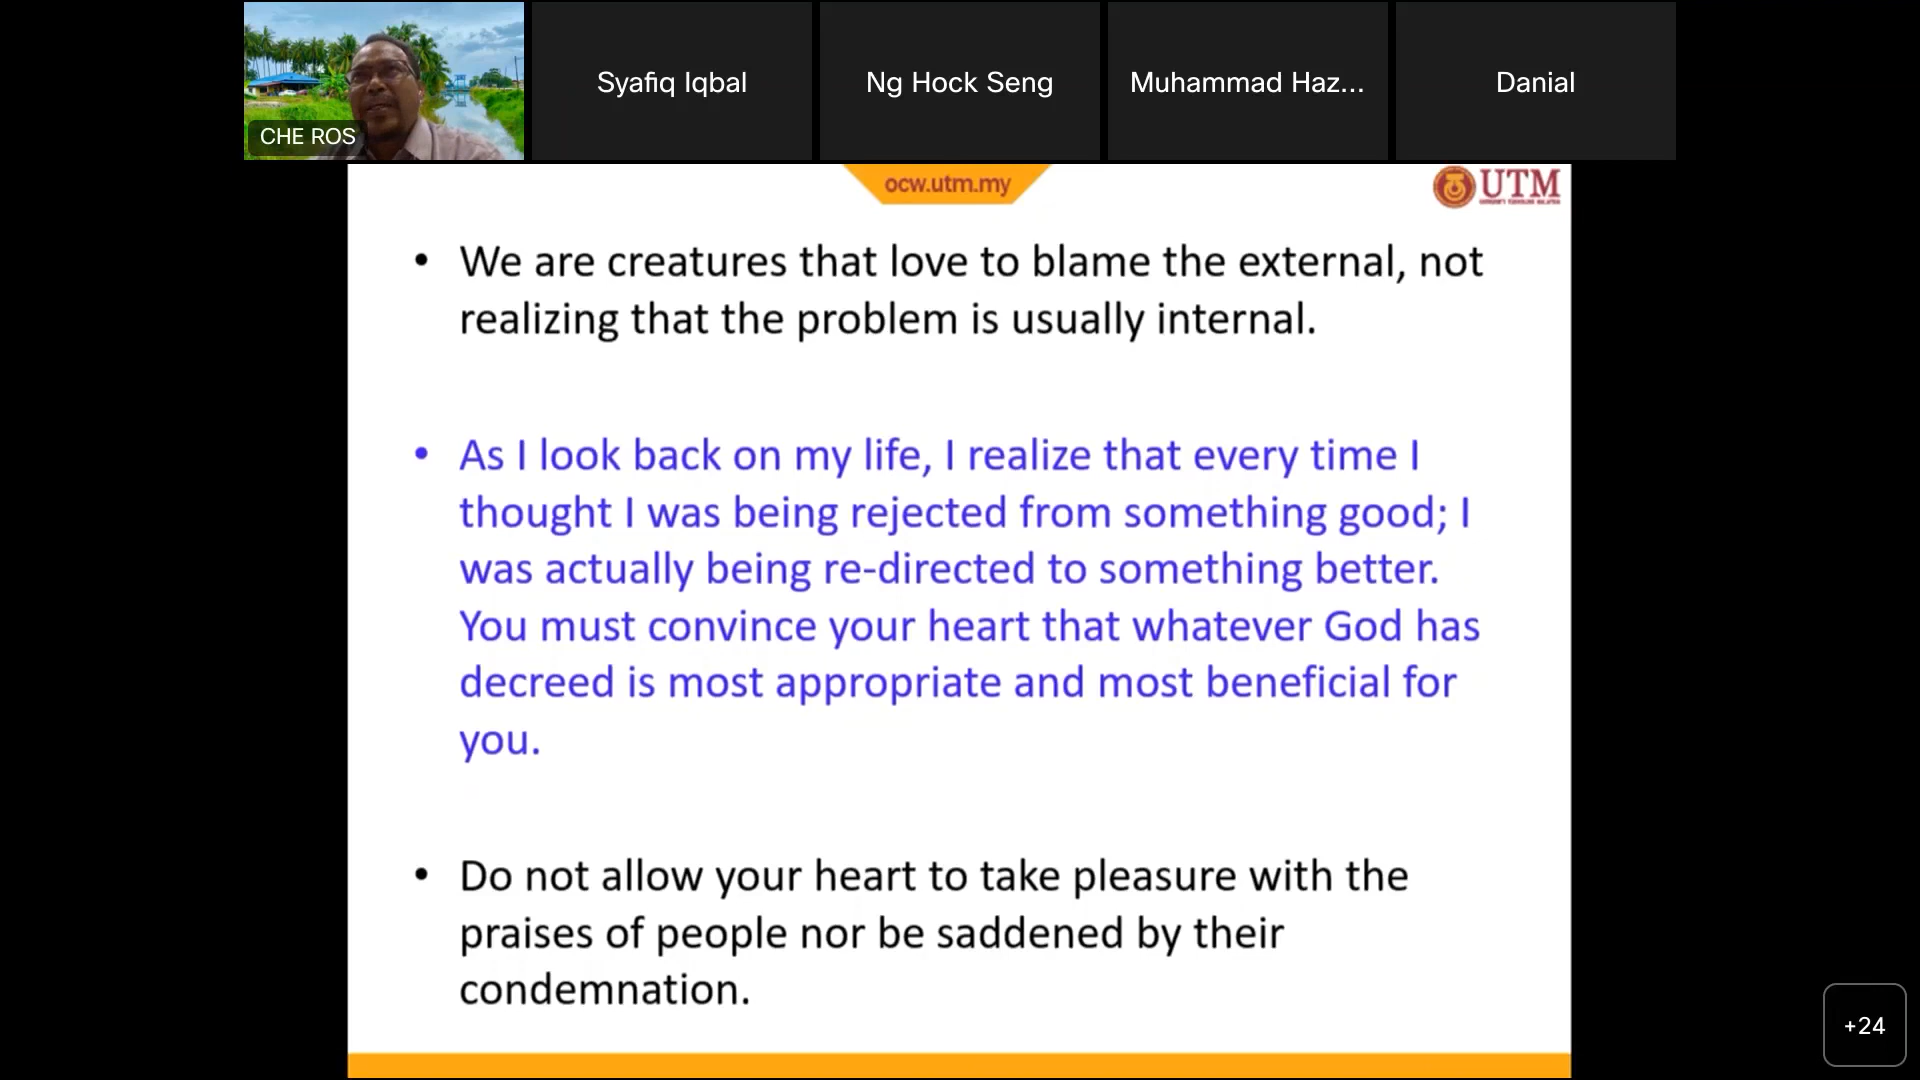 Syafiq Iqbal
Ng Hock Seng
Muhammad Haz...
Danial
CHE ROS
ocw.utm.my
UTM
UNIVERSITI TEKNOLOGI MALAYSIA
• We are creatures that love to blame the external, not
realizing that the problem is usually internal.
• As I look back on my life, I realize that every time I
thought I was being rejected from something good; I
was actually being re-directed to something better.
You must convince your heart that whatever God has
decreed is most appropriate and most beneficial for
you.
• Do not allow your heart to take pleasure with the
praises of people nor be saddened by their
condemnation.
+24